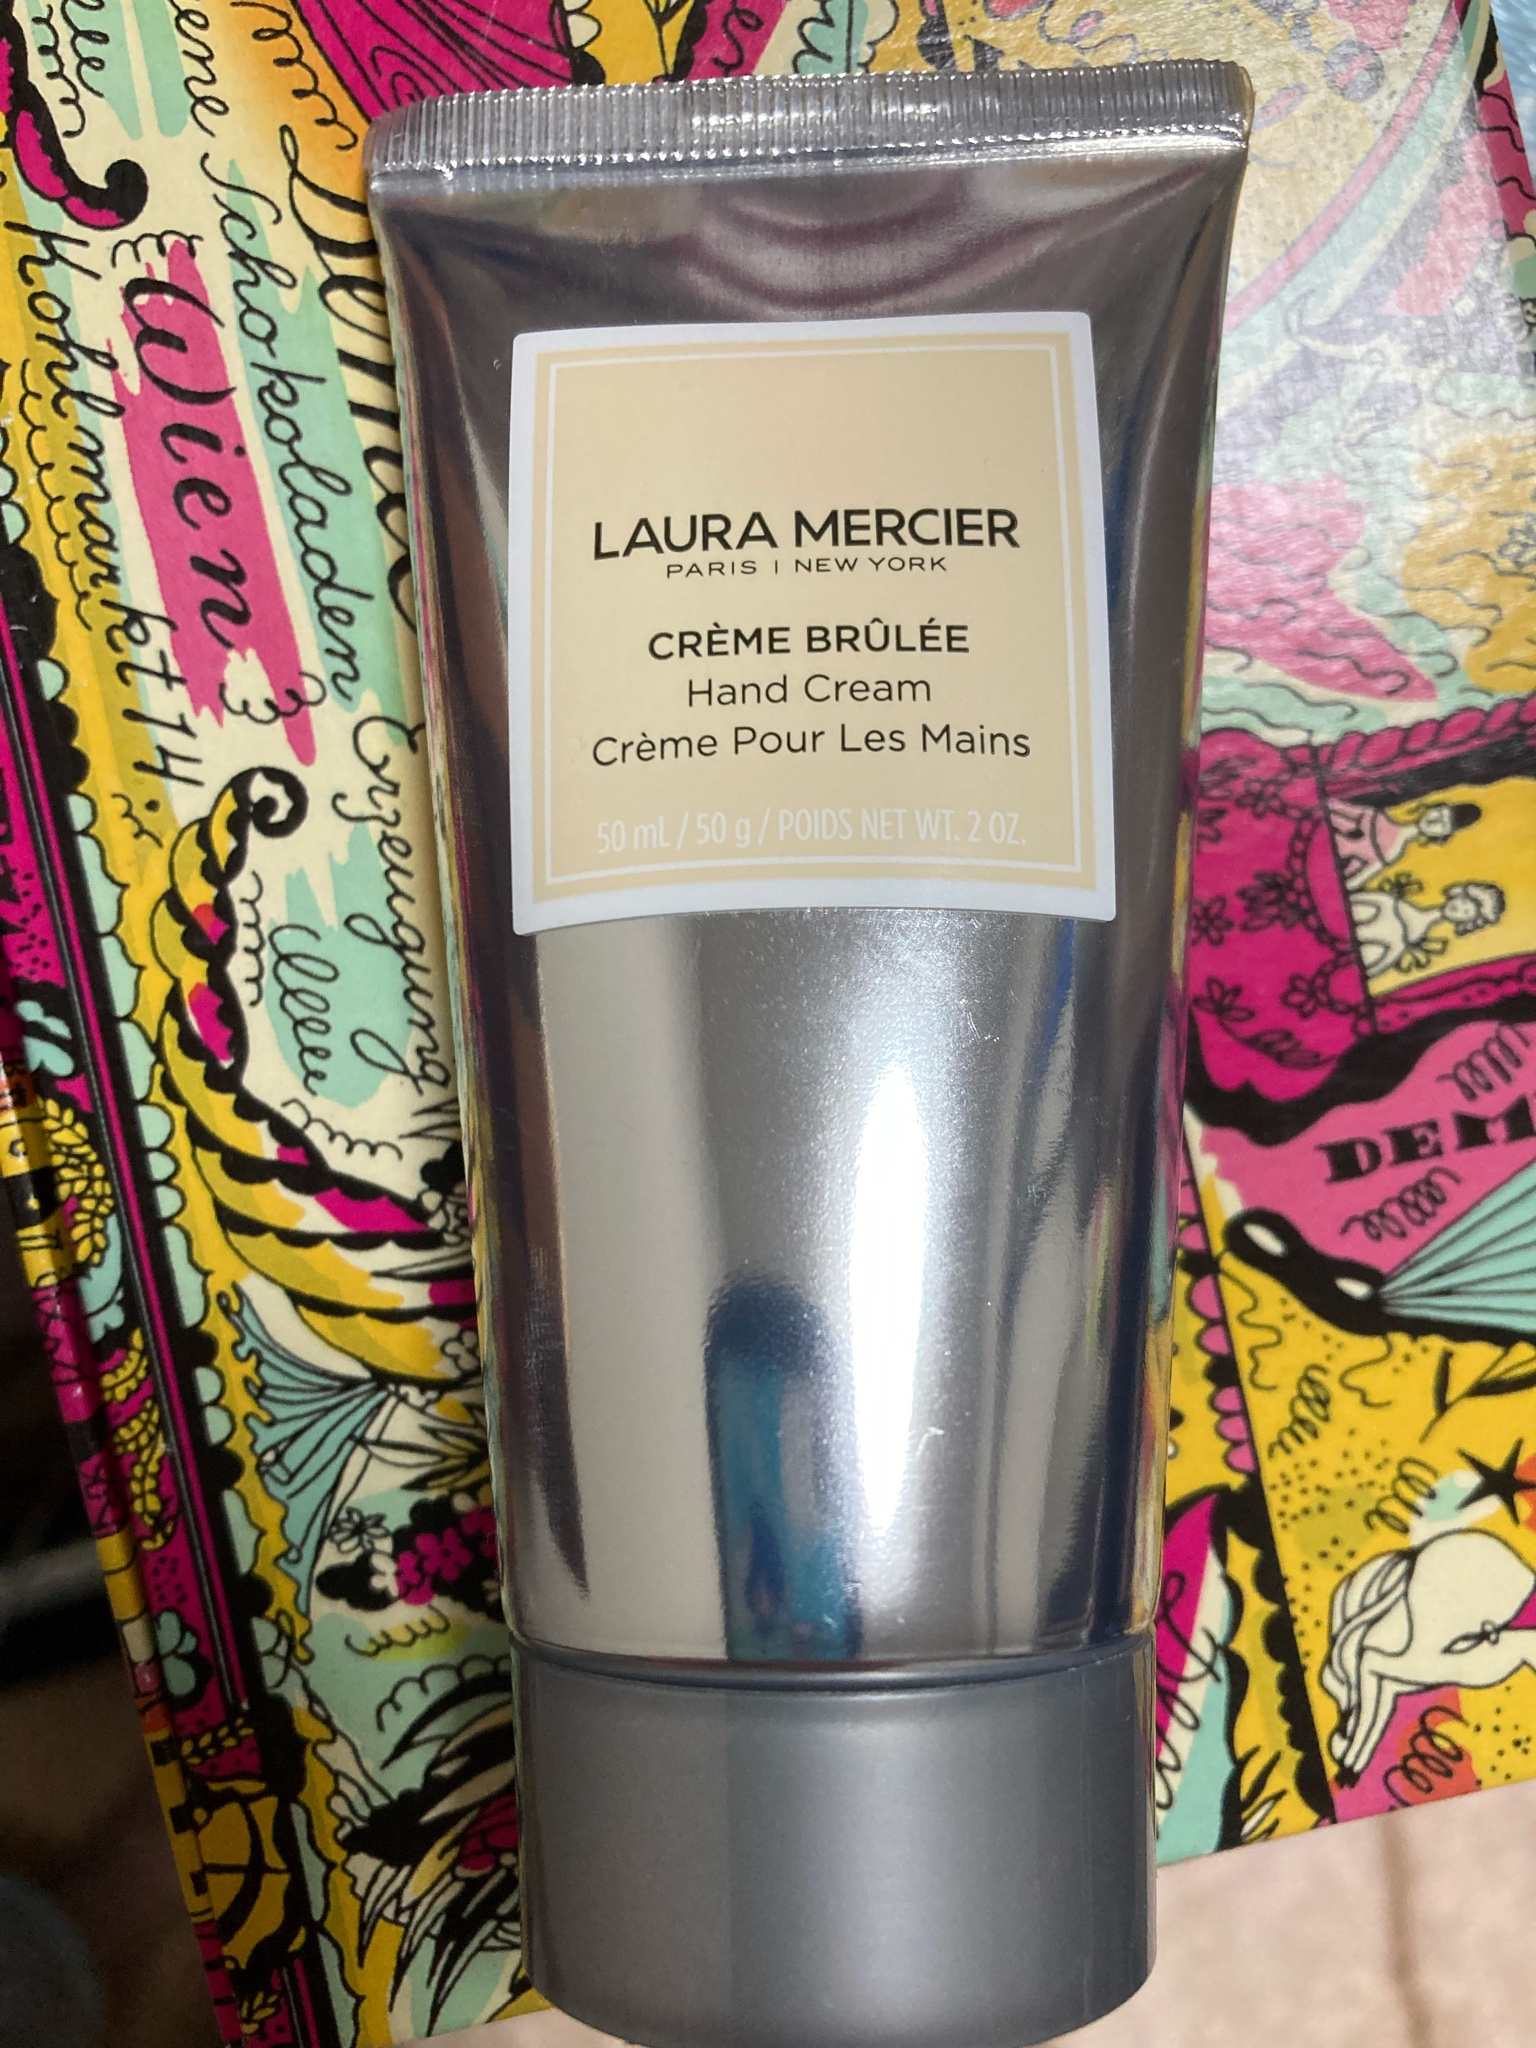 LAURA MERCIER
PARIS | NEW YORK
CRÈME BRÛLÉE
Hand Cream
Crème Pour Les Mains
50 mL / 50 g / POIDS NET WT. 2 OZ.
Schokoladen
Erzeugung
Wien
Kohlmarkt 14.
DEM